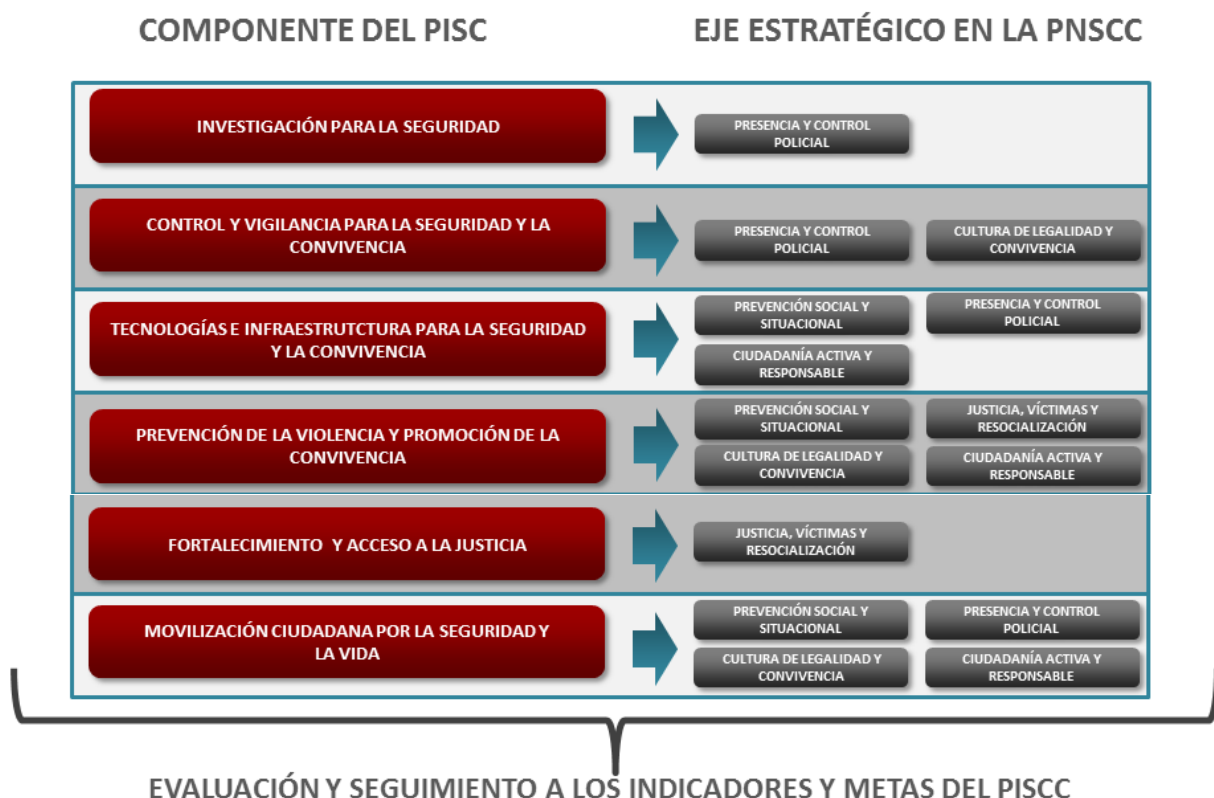 COMPONENTE DEL PISC
EJE ESTRATÉGICO EN LA PNSCC
INVESTIGACIÓN PARA LA SEGURIDAD
PRESENCIA Y CONTROL
POLICIAL
CONTROL Y VIGILANCIA PARA LA SEGURIDAD Y LA
CONVIVENCIA
PRESENCIA Y CONTROL
POLICIAL
CULTURA DE LEGALIDAD Y
CONVIVENCIA
TECNOLOGÍAS E INFRAESTRUTCTURA PARA LA SEGURIDAD
Y LA CONVIVENCIA
PREVENCIÓN SOCIAL Y
SITUACIONAL
PRESENCIA Y CONTROL
POLICIAL
CIUDADANÍA ACTIVA Y
RESPONSABLE
PREVENCIÓN DE LA VIOLENCIA Y PROMOCIÓN DE LA
CONVIVENCIA
PREVENCIÓN SOCIAL Y
SITUACIONAL
JUSTICIA, VÍCTIMAS Y
RESOCIALIZACIÓN
CULTURA DE LEGALIDAD Y
CONVIVENCIA
CIUDADANÍA ACTIVA Y
RESPONSABLE
FORTALECIMIENTO Y ACCESO A LA JUSTICIA
JUSTICIA, VÍCTIMAS Y
RESOCIALIZACIÓN
MOVILIZACIÓN CIUDADANA POR LA SEGURIDAD Y
LA VIDA
PREVENCIÓN SOCIAL Y
SITUACIONAL
PRESENCIA Y CONTROL
POLICIAL
CULTURA DE LEGALIDAD Y
CONVIVENCIA
CIUDADANÍA ACTIVA Y
RESPONSABLE
EVALUACIÓN Y SEGUIMIENTO A LOS INDICADORES Y METAS DEL PISCC